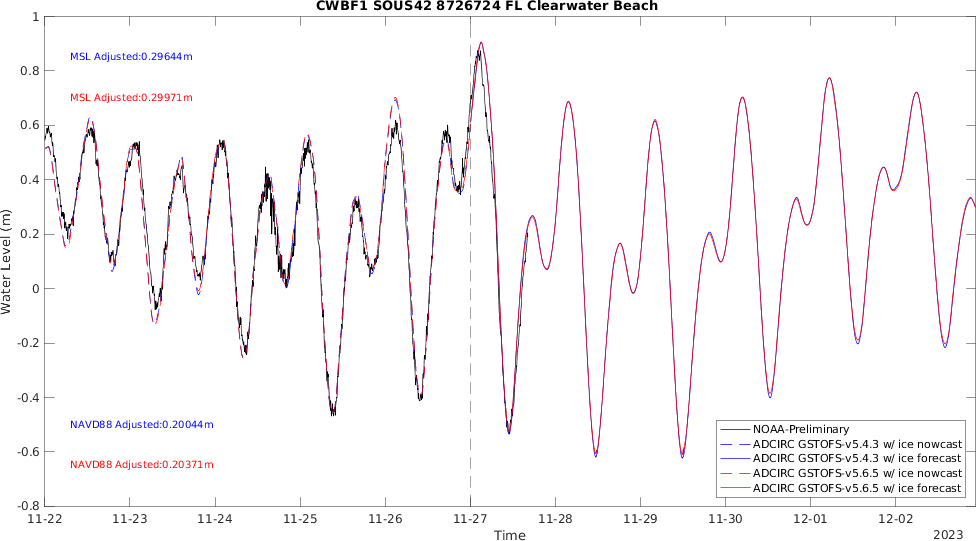 CWBF1 SOUS42 8726724 FL Clearwater Beach
1
0.8
0.6
0.4
0.2
0
-0.2
-0.4
-0.6
-0.8
Water Level (m)
MSL Adjusted:0.29644m
MSL Adjusted:0.29971m
NAVD88 Adjusted:0.20044m
NAVD88 Adjusted:0.20371m
NOAA-Preliminary
ADCIRC GSTOFS-v5.4.3 w/ ice nowcast
ADCIRC GSTOFS-v5.4.3 w/ ice forecast
ADCIRC GSTOFS-v5.6.5 w/ ice nowcast
ADCIRC GSTOFS-v5.6.5 w/ ice forecast
11-22 11-23 11-24 11-25 11-26 11-27 11-28 11-29 11-30 12-01 12-02
Time
2023